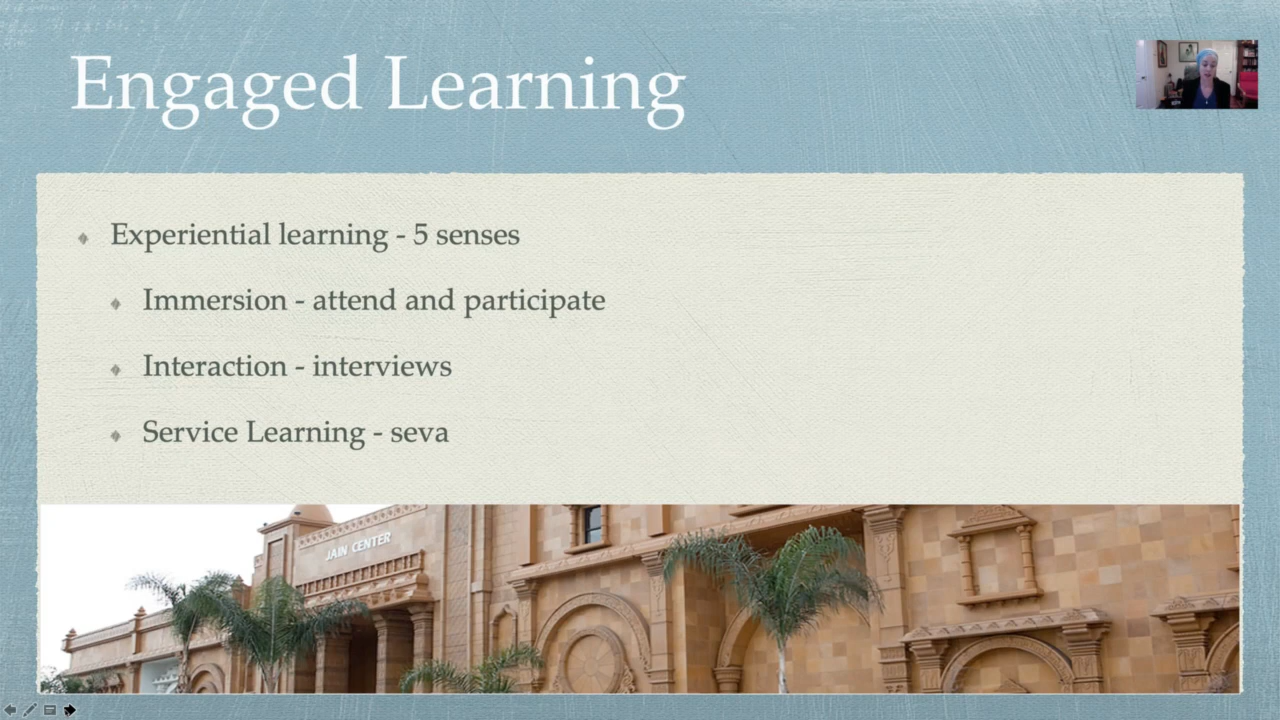 Engaged Learning
Experiential learning - 5 senses
Immersion - attend and participate
Interaction - interviews
Service Learning - seva
JAIN CENTER